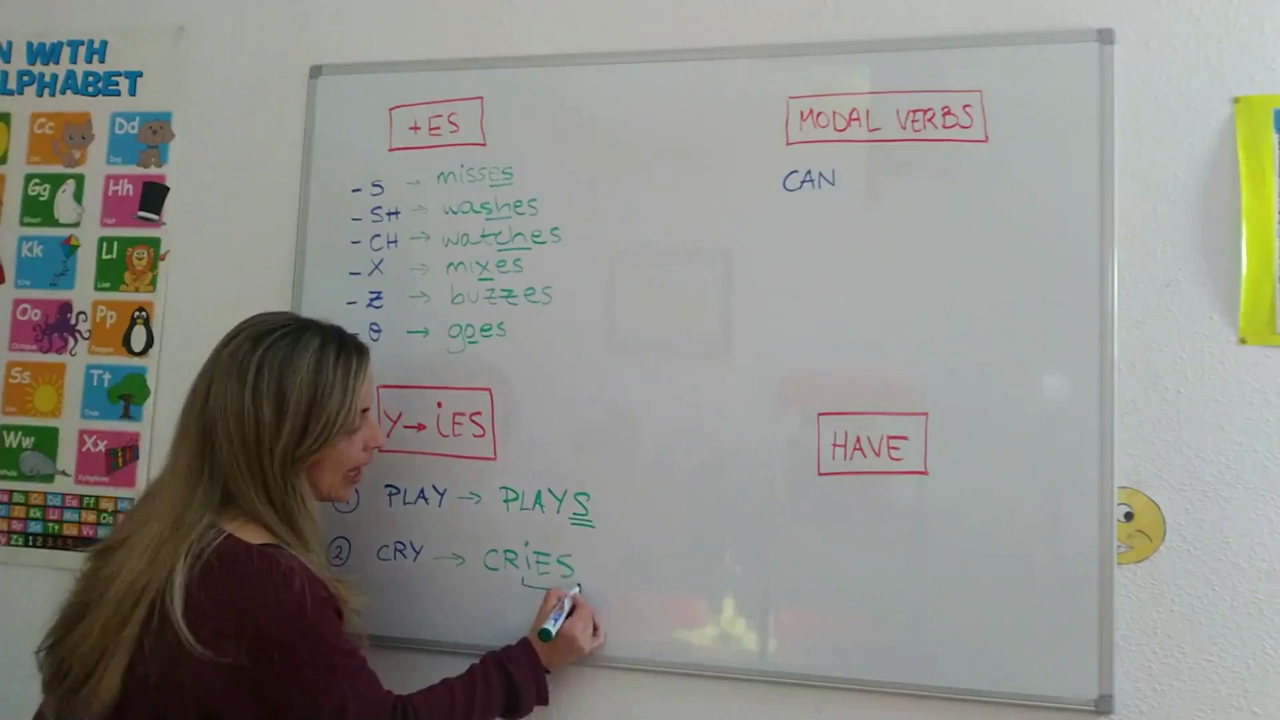 N WITH
LPHABET
Cc
Dd
Gg
Hh
Kk
Ll
Oo
Pp
Ss
Tt
Ww
Xx
+ES
-S → misses
-SH → washes
-CH → watches
-X → mixes
-Z → buzzes
-O → goes
Y→iES
1) PLAY → PLAYS
2 CRY → CRiES
MODAL VERBS
CAN
HAVE